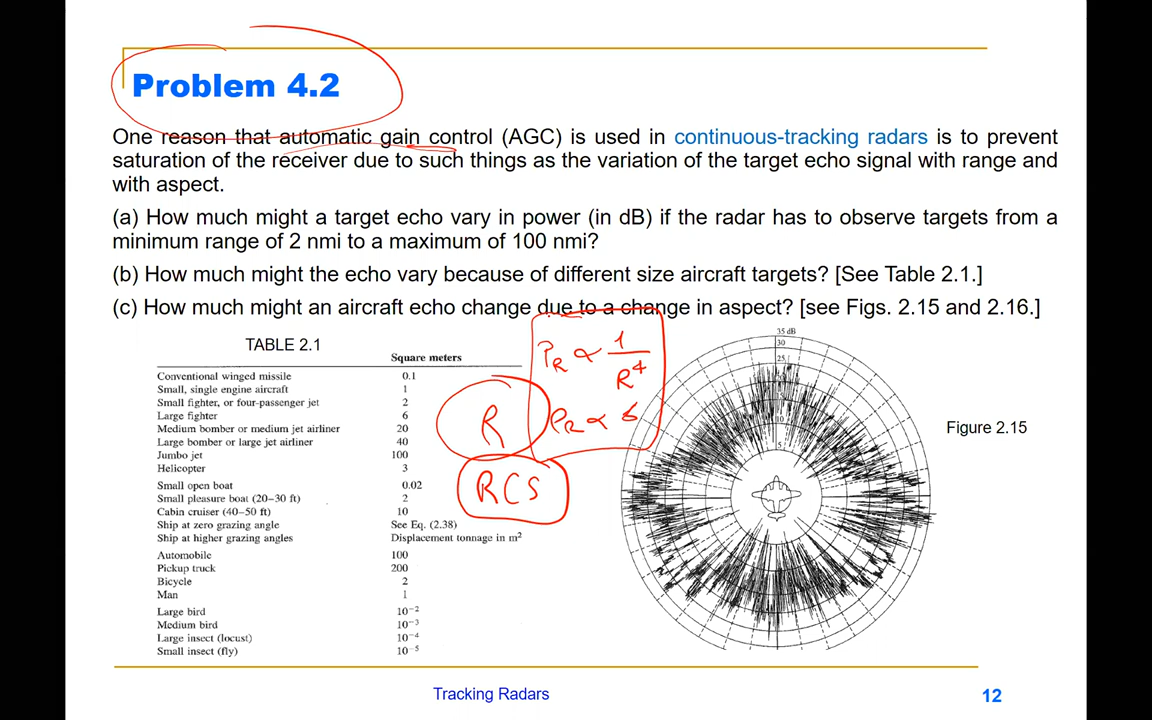 Problem 4.2
One reason that automatic gain control (AGC) is used in continuous-tracking radars is to prevent
saturation of the receiver due to such things as the variation of the target echo signal with range and
with aspect.
(a) How much might a target echo vary in power (in dB) if the radar has to observe targets from a
minimum range of 2 nmi to a maximum of 100 nmi?
(b) How much might the echo vary because of different size aircraft targets? [See Table 2.1.]
(c) How much might an aircraft echo change due to a change in aspect? [see Figs. 2.15 and 2.16.]
TABLE 2.1
Square meters
Conventional winged missile 0.1
Small, single engine aircraft 1
Small fighter, or four-passenger jet 2
Large fighter 6
Medium bomber or medium jet airliner 20
Large bomber or large jet airliner 40
Jumbo jet 100
Helicopter 3
Small open boat 0.02
Small pleasure boat (20–30 ft) 2
Cabin cruiser (40–50 ft) 10
Ship at zero grazing angle See Eq. (2.38)
Ship at higher grazing angles Displacement tonnage in m²
Automobile 100
Pickup truck 200
Bicycle 2
Man 1
Large bird 10⁻²
Medium bird 10⁻³
Large insect (locust) 10⁻⁴
Small insect (fly) 10⁻⁵
P_R ∝ 1/R⁴
P_R ∝ σ
R
RCS
35 dB
30
25
5
Figure 2.15
Tracking Radars
12